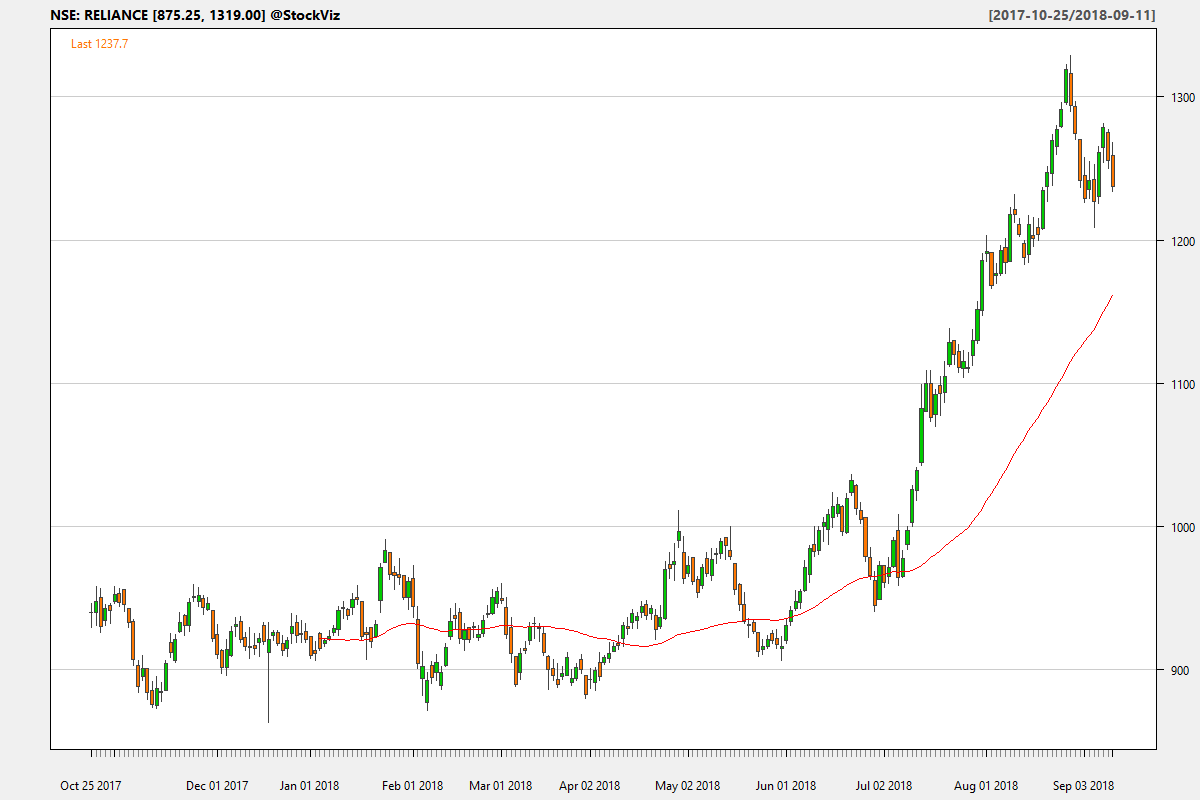 NSE: RELIANCE [875.25, 1319.00] @StockViz [2017-10-25/2018-09-11]
Last 1237.7
1300
1200
1100
1000
900
Oct 25 2017 Dec 01 2017 Jan 01 2018 Feb 01 2018 Mar 01 2018 Apr 02 2018 May 02 2018 Jun 01 2018 Jul 02 2018 Aug 01 2018 Sep 03 2018